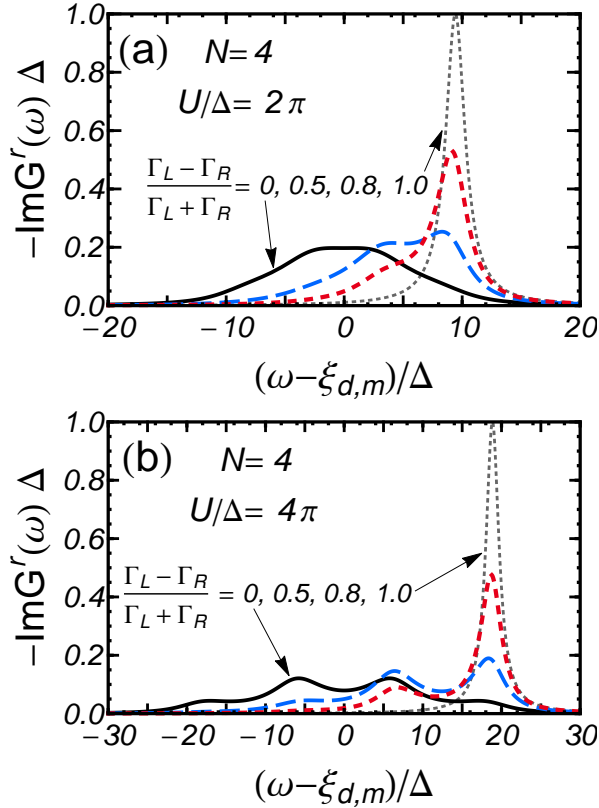 (a)
N= 4
U/Δ= 2π
Γ_L − Γ_R
Γ_L + Γ_R
= 0, 0.5, 0.8, 1.0
−ImG^r(ω) Δ
1.0
0.8
0.6
0.4
0.2
0.0
−20 −10 0 10 20
(ω−ξ_{d,m})/Δ
(b)
N= 4
U/Δ= 4π
Γ_L − Γ_R
Γ_L + Γ_R
= 0, 0.5, 0.8, 1.0
−ImG^r(ω) Δ
1.0
0.8
0.6
0.4
0.2
0.0
−30 −20 −10 0 10 20 30
(ω−ξ_{d,m})/Δ